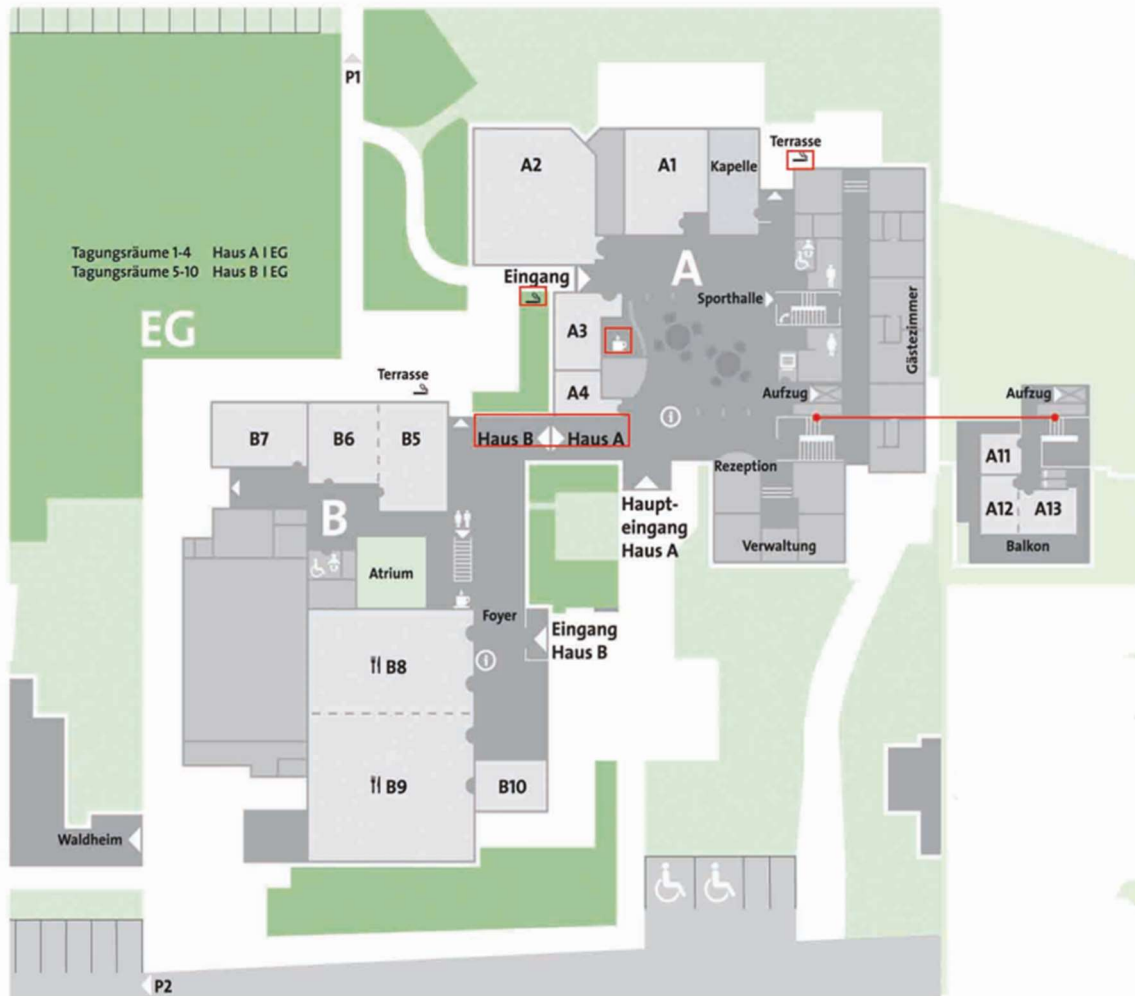 P1
Terrasse
A2
A1
Kapelle
Tagungsräume 1-4 Haus A I EG
Tagungsräume 5-10 Haus B I EG
EG
Eingang
A
Sporthalle
Gästezimmer
A3
A4
Terrasse
Aufzug
Aufzug
i
B7
B6
B5
Haus B
Haus A
Rezeption
A11
A12
A13
Balkon
Haupt-
eingang
Haus A
Verwaltung
B
Atrium
Foyer
Eingang
Haus B
i
B8
B9
B10
Waldheim
P2